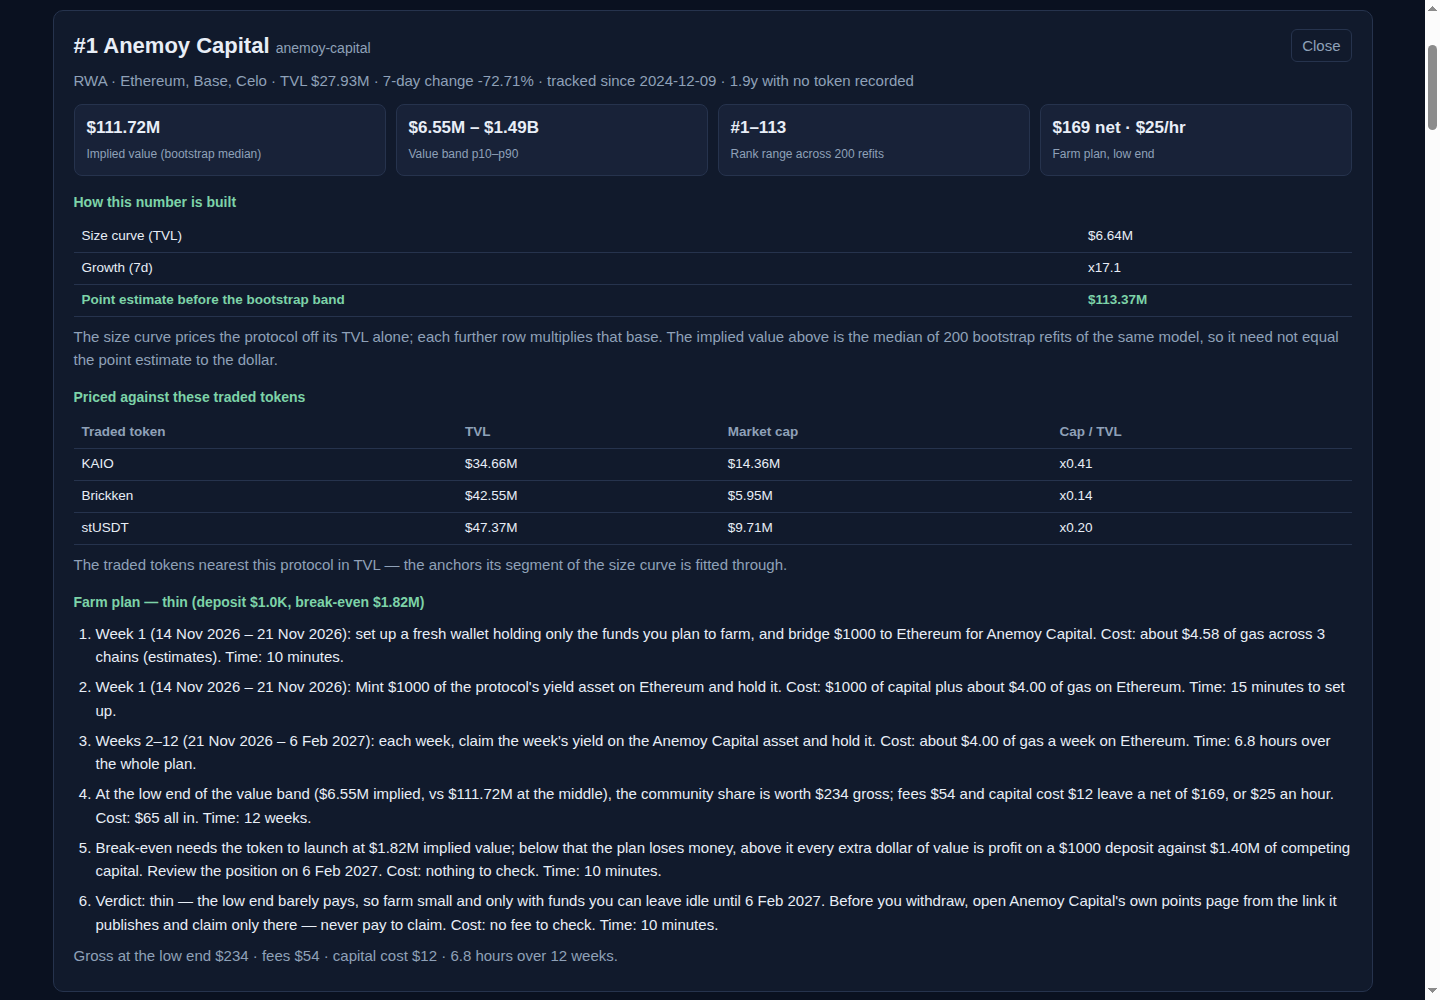 #1 Anemoy Capital anemoy-capital
Close
RWA · Ethereum, Base, Celo · TVL $27.93M · 7-day change -72.71% · tracked since 2024-12-09 · 1.9y with no token recorded
$111.72M
Implied value (bootstrap median)
$6.55M – $1.49B
Value band p10–p90
#1–113
Rank range across 200 refits
$169 net · $25/hr
Farm plan, low end
How this number is built
Size curve (TVL) $6.64M
Growth (7d) x17.1
Point estimate before the bootstrap band $113.37M
The size curve prices the protocol off its TVL alone; each further row multiplies that base. The implied value above is the median of 200 bootstrap refits of the same model, so it need not equal
the point estimate to the dollar.
Priced against these traded tokens
Traded token TVL Market cap Cap / TVL
KAIO $34.66M $14.36M x0.41
Brickken $42.55M $5.95M x0.14
stUSDT $47.37M $9.71M x0.20
The traded tokens nearest this protocol in TVL — the anchors its segment of the size curve is fitted through.
Farm plan — thin (deposit $1.0K, break-even $1.82M)
1. Week 1 (14 Nov 2026 – 21 Nov 2026): set up a fresh wallet holding only the funds you plan to farm, and bridge $1000 to Ethereum for Anemoy Capital. Cost: about $4.58 of gas across 3
chains (estimates). Time: 10 minutes.
2. Week 1 (14 Nov 2026 – 21 Nov 2026): Mint $1000 of the protocol's yield asset on Ethereum and hold it. Cost: $1000 of capital plus about $4.00 of gas on Ethereum. Time: 15 minutes to set
up.
3. Weeks 2–12 (21 Nov 2026 – 6 Feb 2027): each week, claim the week's yield on the Anemoy Capital asset and hold it. Cost: about $4.00 of gas a week on Ethereum. Time: 6.8 hours over
the whole plan.
4. At the low end of the value band ($6.55M implied, vs $111.72M at the middle), the community share is worth $234 gross; fees $54 and capital cost $12 leave a net of $169, or $25 an hour.
Cost: $65 all in. Time: 12 weeks.
5. Break-even needs the token to launch at $1.82M implied value; below that the plan loses money, above it every extra dollar of value is profit on a $1000 deposit against $1.40M of competing
capital. Review the position on 6 Feb 2027. Cost: nothing to check. Time: 10 minutes.
6. Verdict: thin — the low end barely pays, so farm small and only with funds you can leave idle until 6 Feb 2027. Before you withdraw, open Anemoy Capital's own points page from the link it
publishes and claim only there — never pay to claim. Cost: no fee to check. Time: 10 minutes.
Gross at the low end $234 · fees $54 · capital cost $12 · 6.8 hours over 12 weeks.